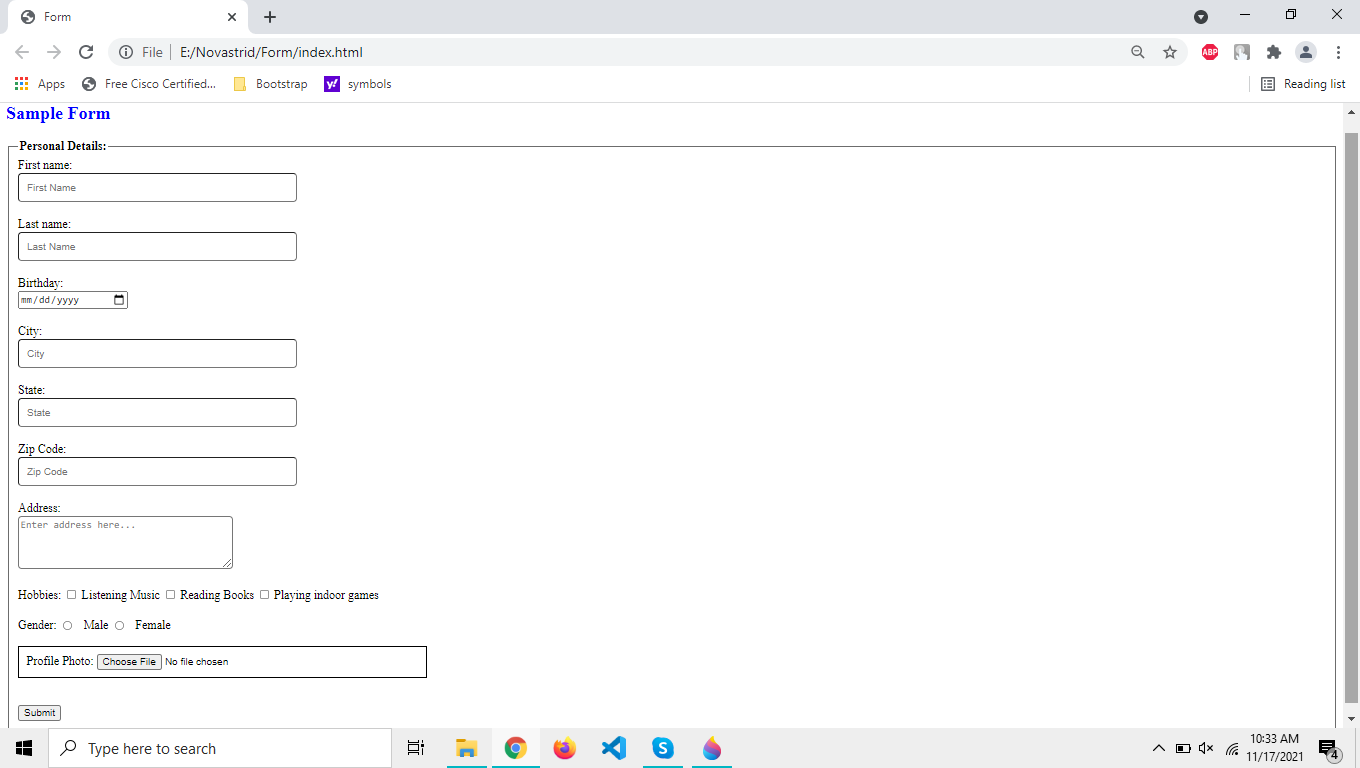 Form
File E:/Novastrid/Form/index.html
ABP
Apps Free Cisco Certified... Bootstrap y! symbols Reading list
Sample Form
Personal Details:
First name:
First Name
Last name:
Last Name
Birthday:
mm/dd/yyyy
City:
City
State:
State
Zip Code:
Zip Code
Address:
Enter address here...
Hobbies: Listening Music Reading Books Playing indoor games
Gender: Male Female
Profile Photo: Choose File No file chosen
Submit
Type here to search
S
10:33 AM
11/17/2021
4